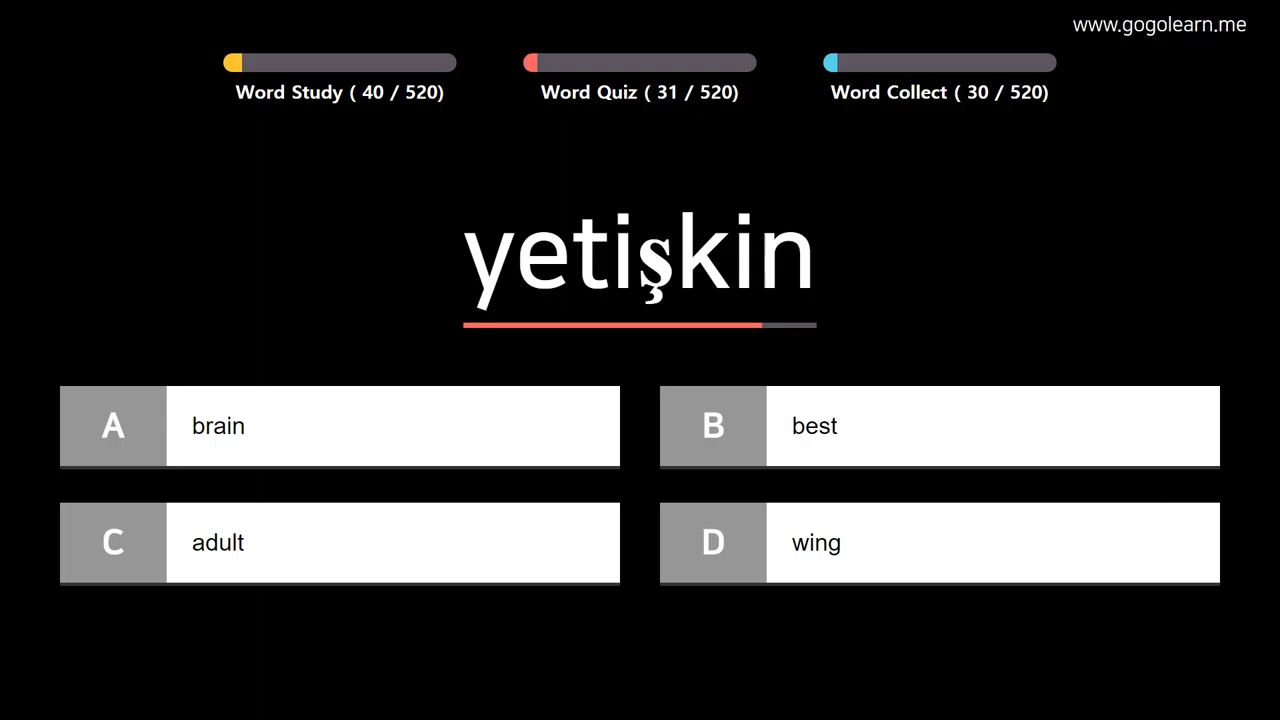 www.gogolearn.me
Word Study ( 40 / 520)
Word Quiz ( 31 / 520)
Word Collect ( 30 / 520)
yetişkin
A brain
B best
C adult
D wing